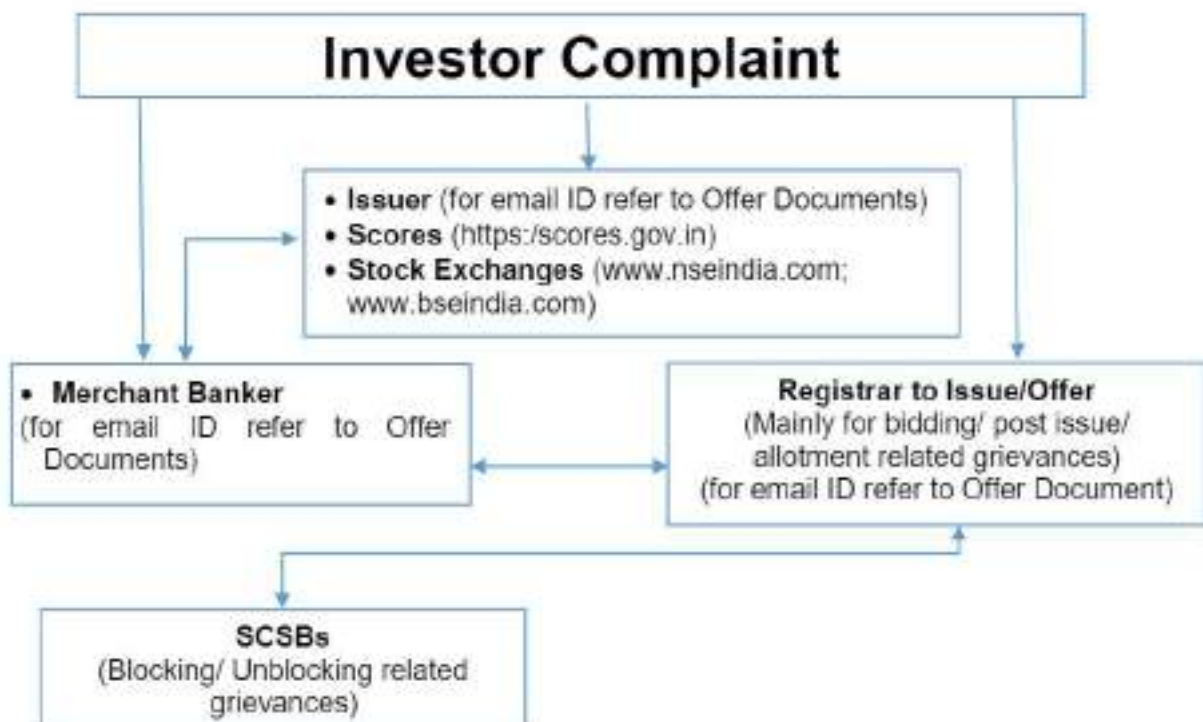 Investor Complaint
• Issuer (for email ID refer to Offer Documents)
• Scores (https:/scores.gov.in)
• Stock Exchanges (www.nseindia.com;
www.bseindia.com)
• Merchant Banker
(for email ID refer to Offer
Documents)
Registrar to Issue/Offer
(Mainly for bidding/ post issue/
allotment related grievances)
(for email ID refer to Offer Document)
SCSBs
(Blocking/ Unblocking related
grievances)